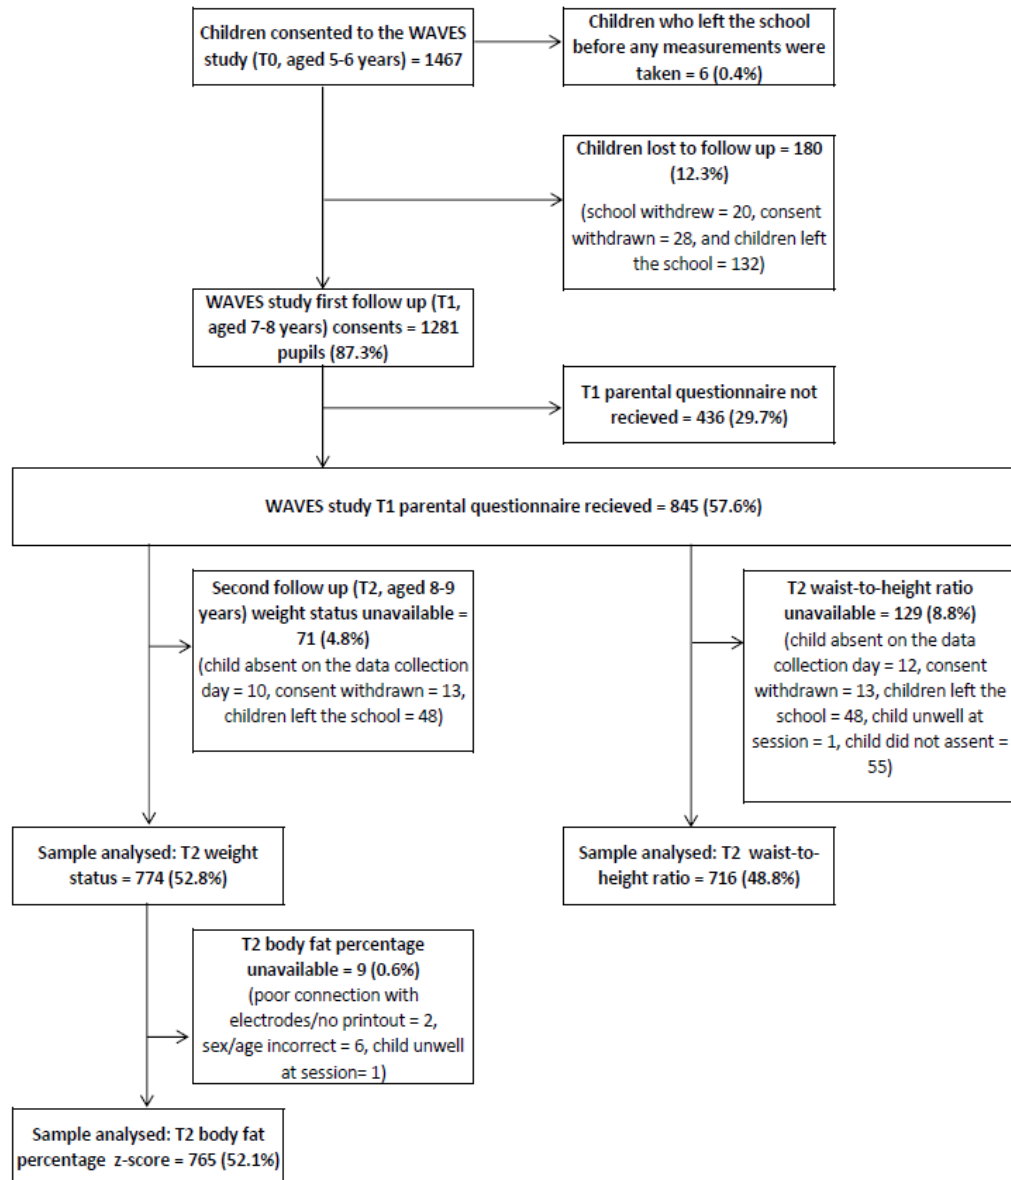 Children consented to the WAVES
study (T0, aged 5-6 years) = 1467
Children who left the school
before any measurements were
taken = 6 (0.4%)
Children lost to follow up = 180
(12.3%)
(school withdrew = 20, consent
withdrawn = 28, and children left
the school = 132)
WAVES study first follow up (T1,
aged 7-8 years) consents = 1281
pupils (87.3%)
T1 parental questionnaire not
recieved = 436 (29.7%)
WAVES study T1 parental questionnaire recieved = 845 (57.6%)
Second follow up (T2, aged 8-9
years) weight status unavailable =
71 (4.8%)
(child absent on the data collection
day = 10, consent withdrawn = 13,
children left the school = 48)
T2 waist-to-height ratio
unavailable = 129 (8.8%)
(child absent on the data
collection day = 12, consent
withdrawn = 13, children left the
school = 48, child unwell at
session = 1, child did not assent =
55)
Sample analysed: T2 weight
status = 774 (52.8%)
Sample analysed: T2 waist-to-
height ratio = 716 (48.8%)
T2 body fat percentage
unavailable = 9 (0.6%)
(poor connection with
electrodes/no printout = 2,
sex/age incorrect = 6, child unwell
at session= 1)
Sample analysed: T2 body fat
percentage z-score = 765 (52.1%)